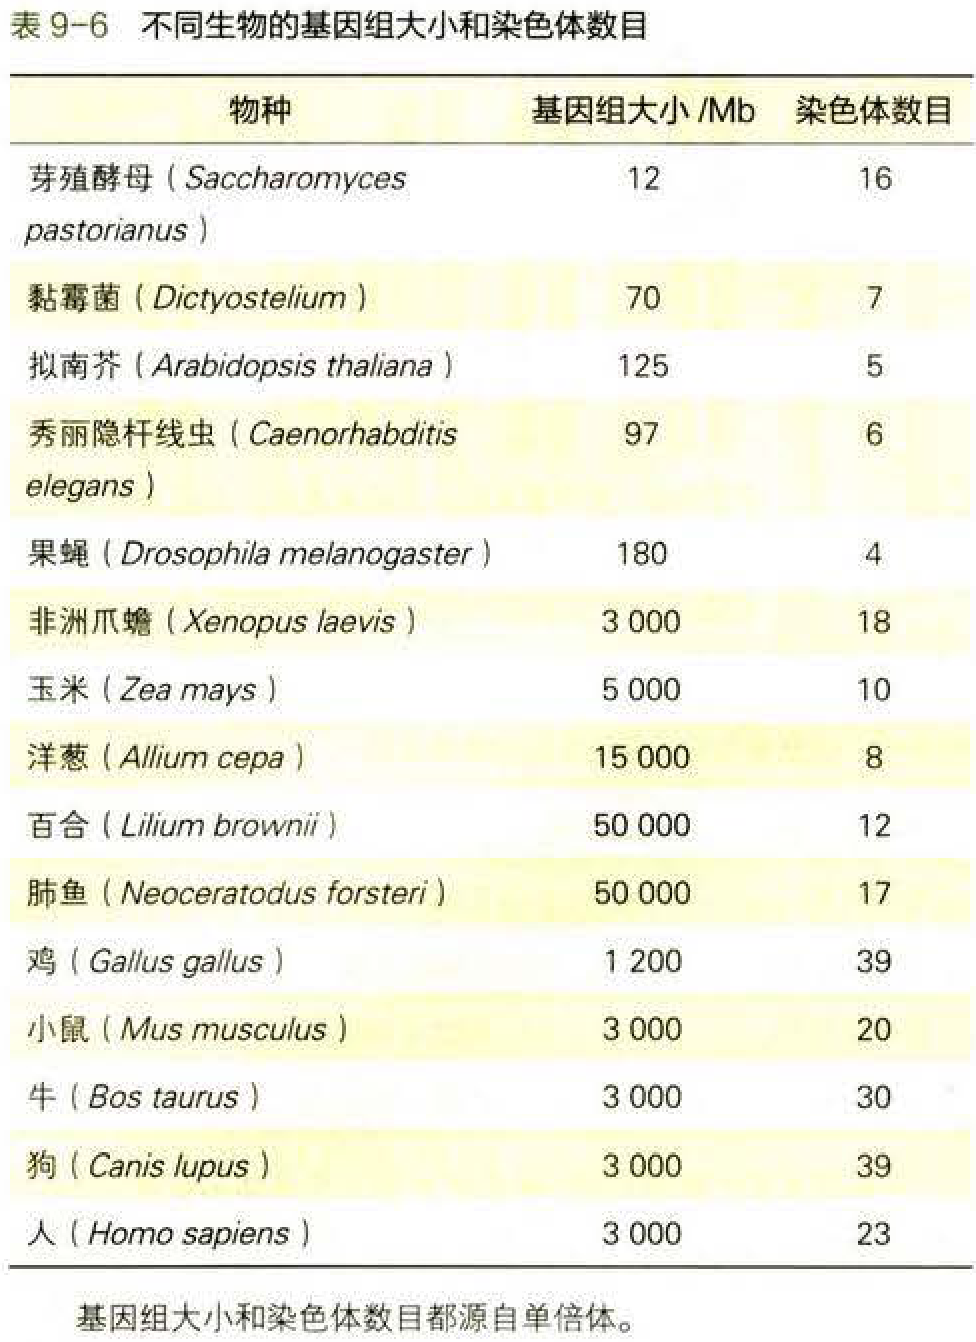 表 9-6 不同生物的基因组大小和染色体数目
物种 基因组大小 /Mb 染色体数目
芽殖酵母（Saccharomyces 12 16
pastorianus）
黏霉菌（Dictyostelium） 70 7
拟南芥（Arabidopsis thaliana） 125 5
秀丽隐杆线虫（Caenorhabditis 97 6
elegans）
果蝇（Drosophila melanogaster） 180 4
非洲爪蟾（Xenopus laevis） 3 000 18
玉米（Zea mays） 5 000 10
洋葱（Allium cepa） 15 000 8
百合（Lilium brownii） 50 000 12
肺鱼（Neoceratodus forsteri） 50 000 17
鸡（Gallus gallus） 1 200 39
小鼠（Mus musculus） 3 000 20
牛（Bos taurus） 3 000 30
狗（Canis lupus） 3 000 39
人（Homo sapiens） 3 000 23
基因组大小和染色体数目都源自单倍体。